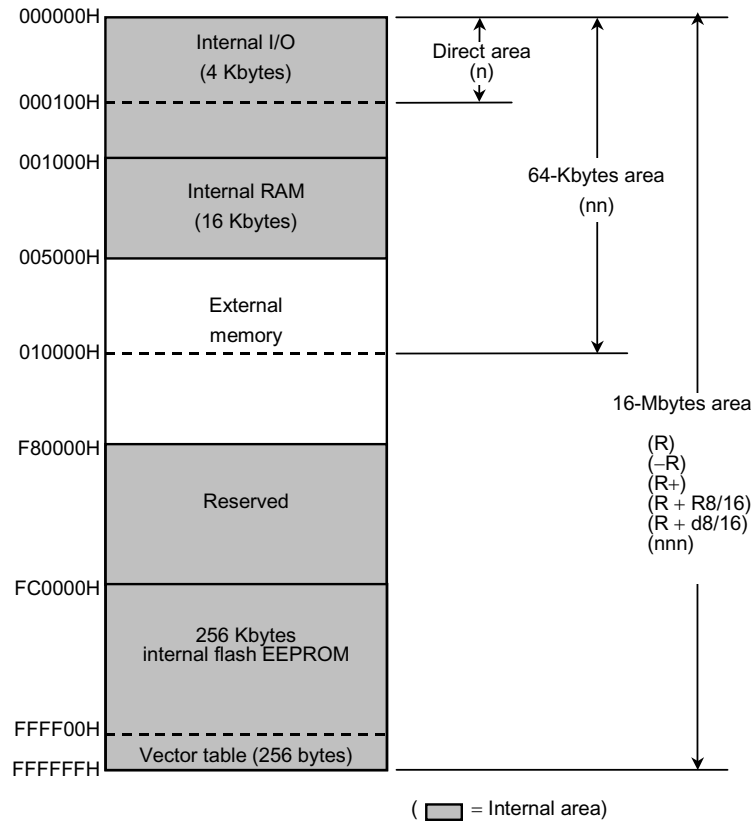 000000H
Internal I/O
(4 Kbytes)
Direct area
(n)
000100H
001000H
Internal RAM
(16 Kbytes)
64-Kbytes area
(nn)
005000H
External
memory
010000H
16-Mbytes area
(R)
(−R)
(R+)
(R + R8/16)
(R + d8/16)
(nnn)
F80000H
Reserved
FC0000H
256 Kbytes
internal flash EEPROM
FFFF00H
Vector table (256 bytes)
FFFFFFH
( = Internal area)